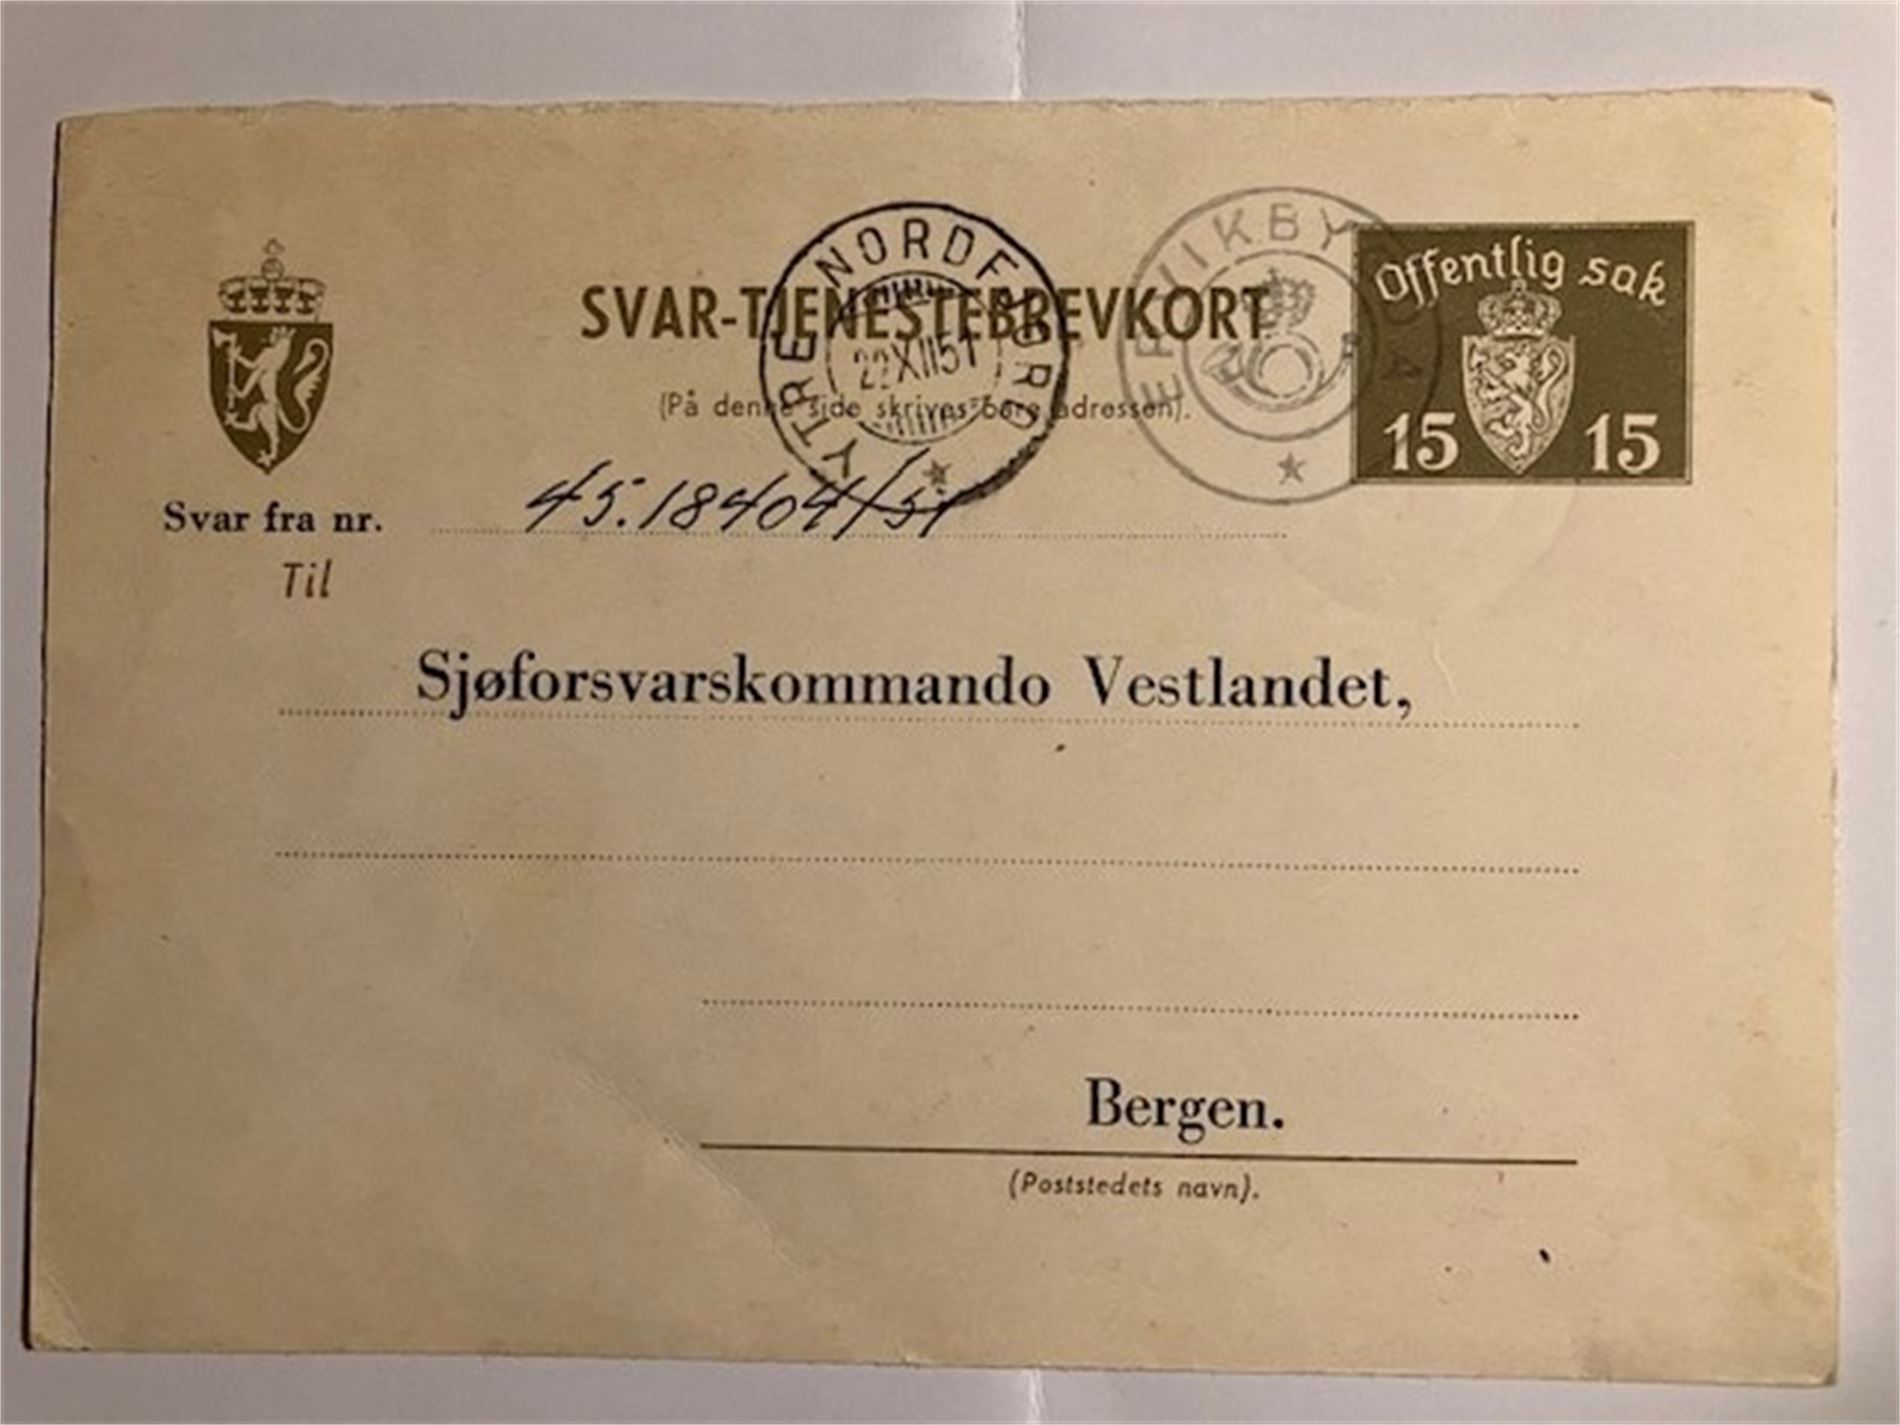 SVAR-TJENESTEBREVKORT
(På denne side skrives bare adressen).
YTRE NORDFJORD
22 XII 51
ERVIKBYGDA
Offentlig sak
15 15
Svar fra nr. 45.18404/51
Til
Sjøforsvarskommando Vestlandet,
Bergen.
(Poststedets navn).